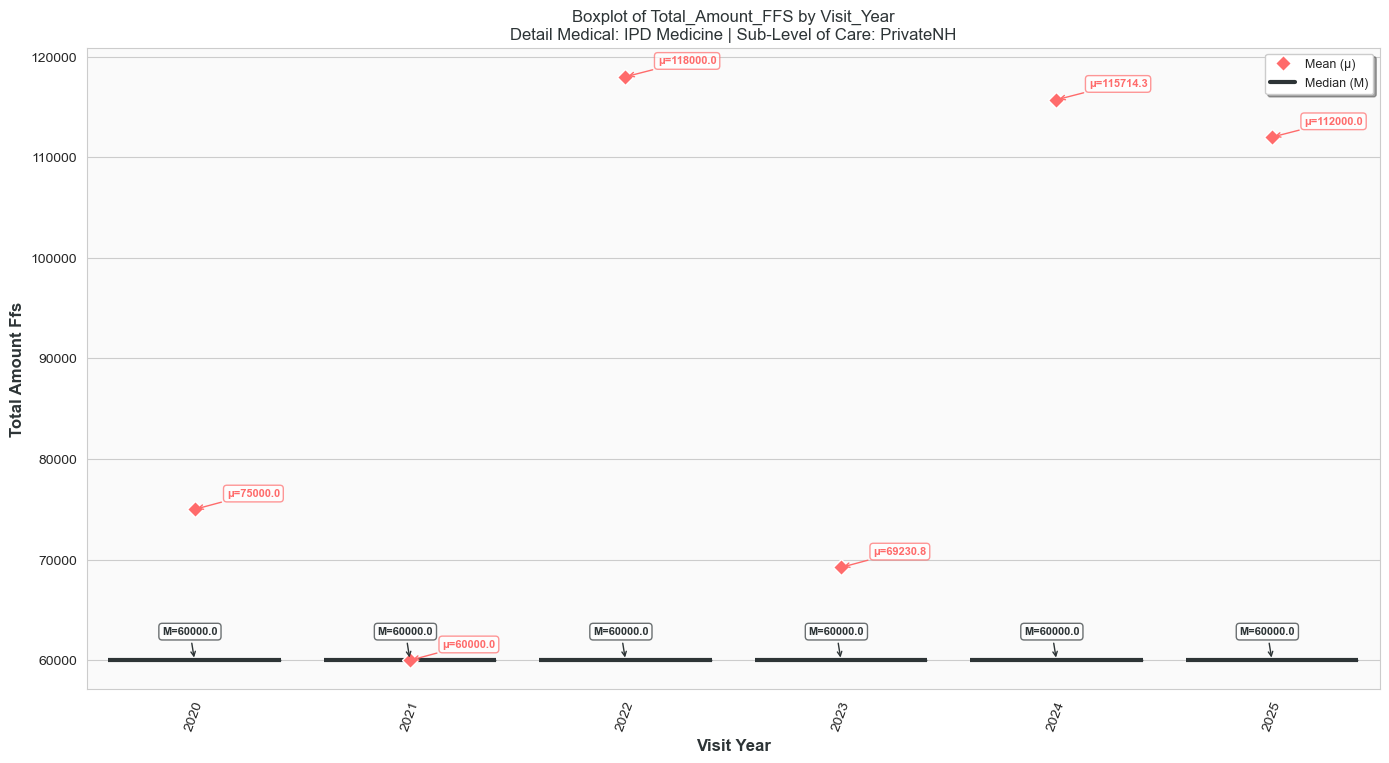 Boxplot of Total_Amount_FFS by Visit_Year
Detail Medical: IPD Medicine | Sub-Level of Care: PrivateNH
Mean (μ)
Median (M)
Total Amount Ffs
120000
110000
100000
90000
80000
70000
60000
μ=118000.0
μ=115714.3
μ=112000.0
μ=75000.0
μ=69230.8
M=60000.0
M=60000.0
M=60000.0
M=60000.0
M=60000.0
M=60000.0
μ=60000.0
2020
2021
2022
2023
2024
2025
Visit Year